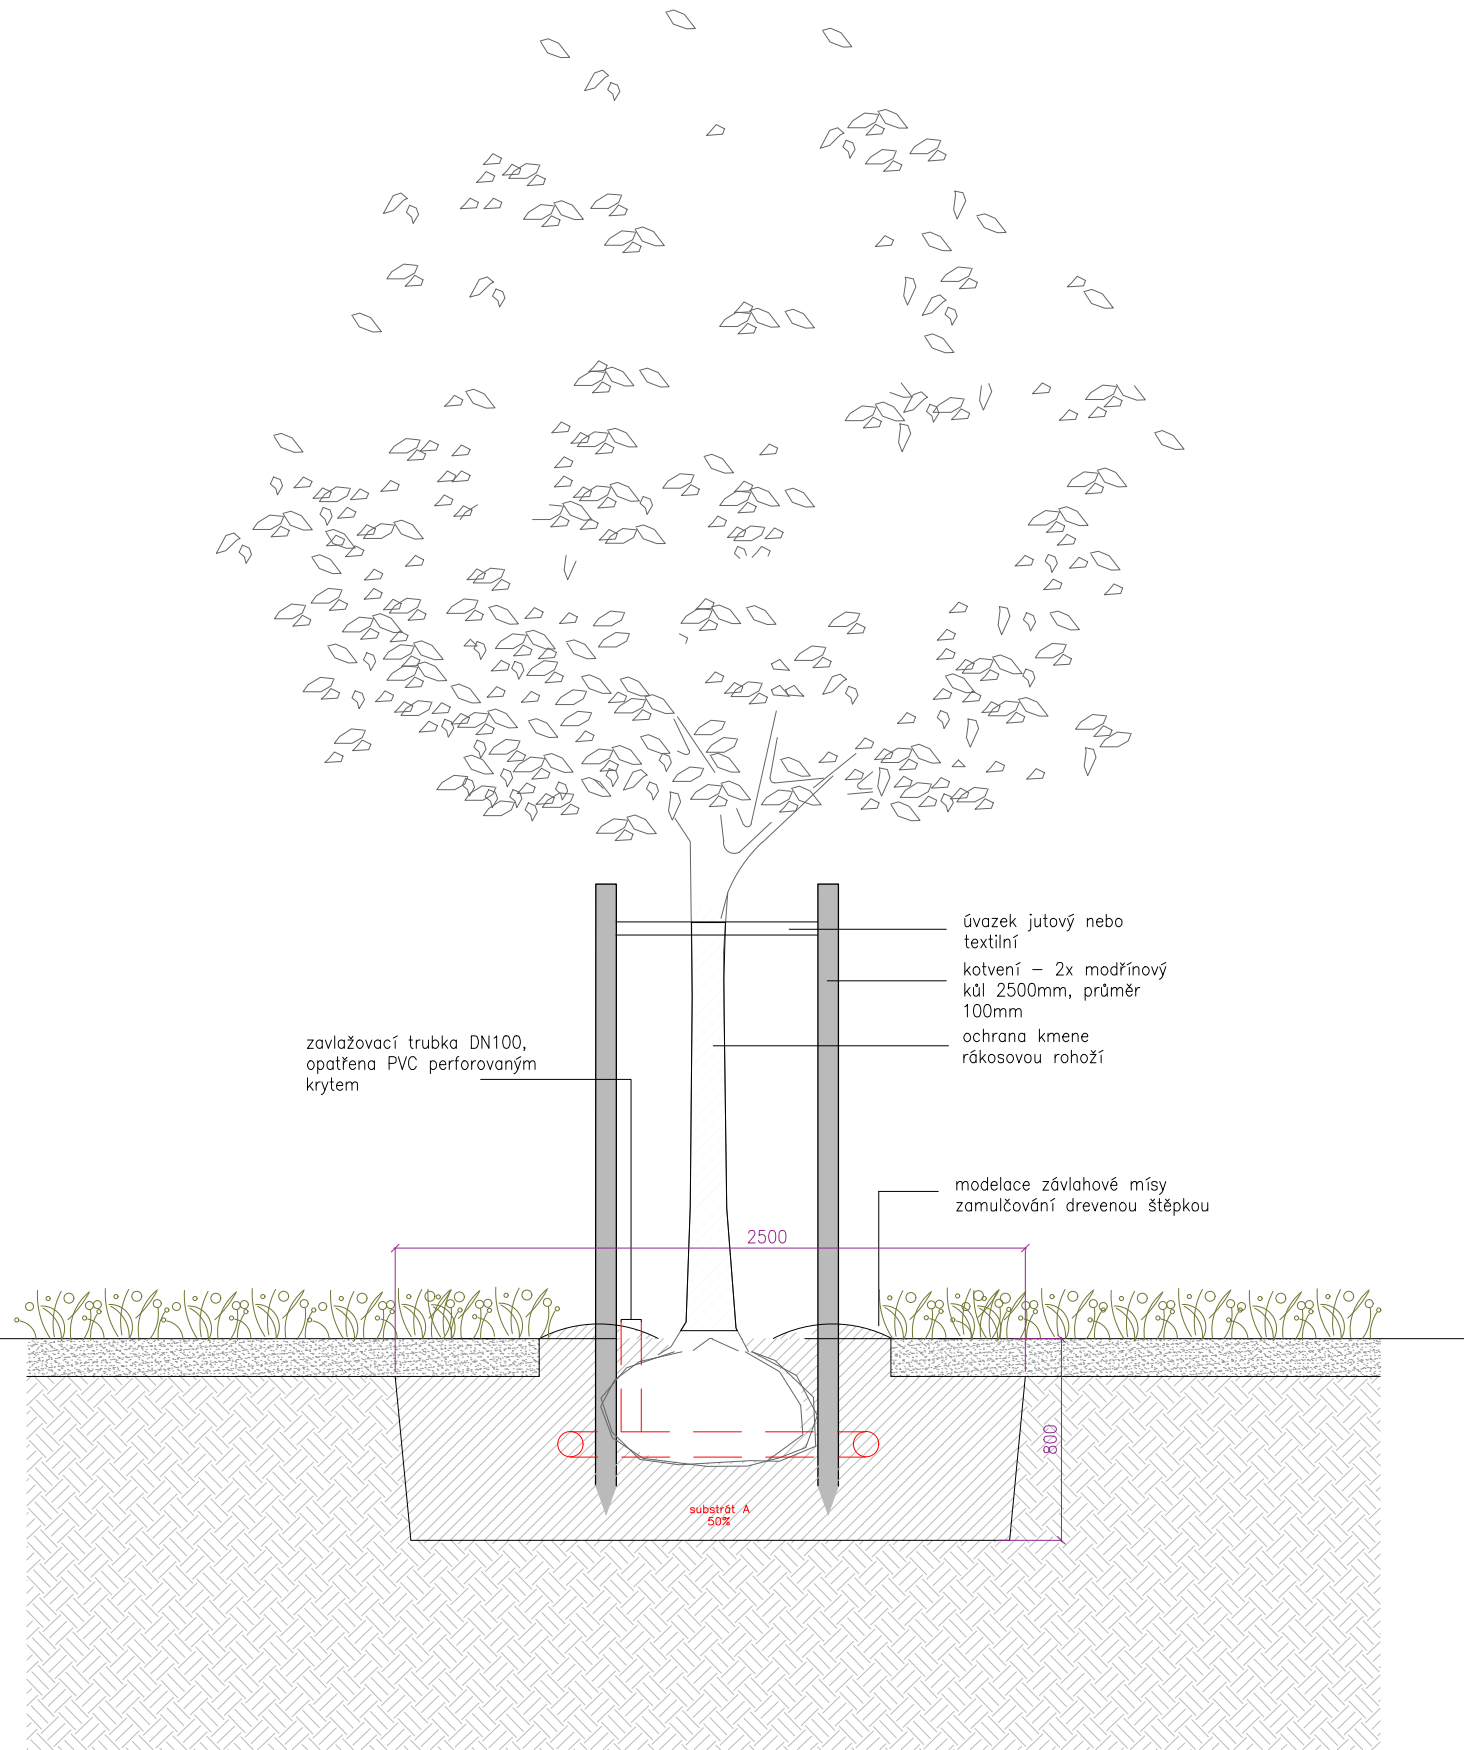 úvazek jutový nebo
textilní
kotvení – 2x modřínový
kůl 2500mm, průměr
100mm
ochrana kmene
rákosovou rohoží
zavlažovací trubka DN100,
opatřena PVC perforovaným
krytem
modelace závlahové mísy
zamulčování drevenou štěpkou
2500
800
substrát A
50%